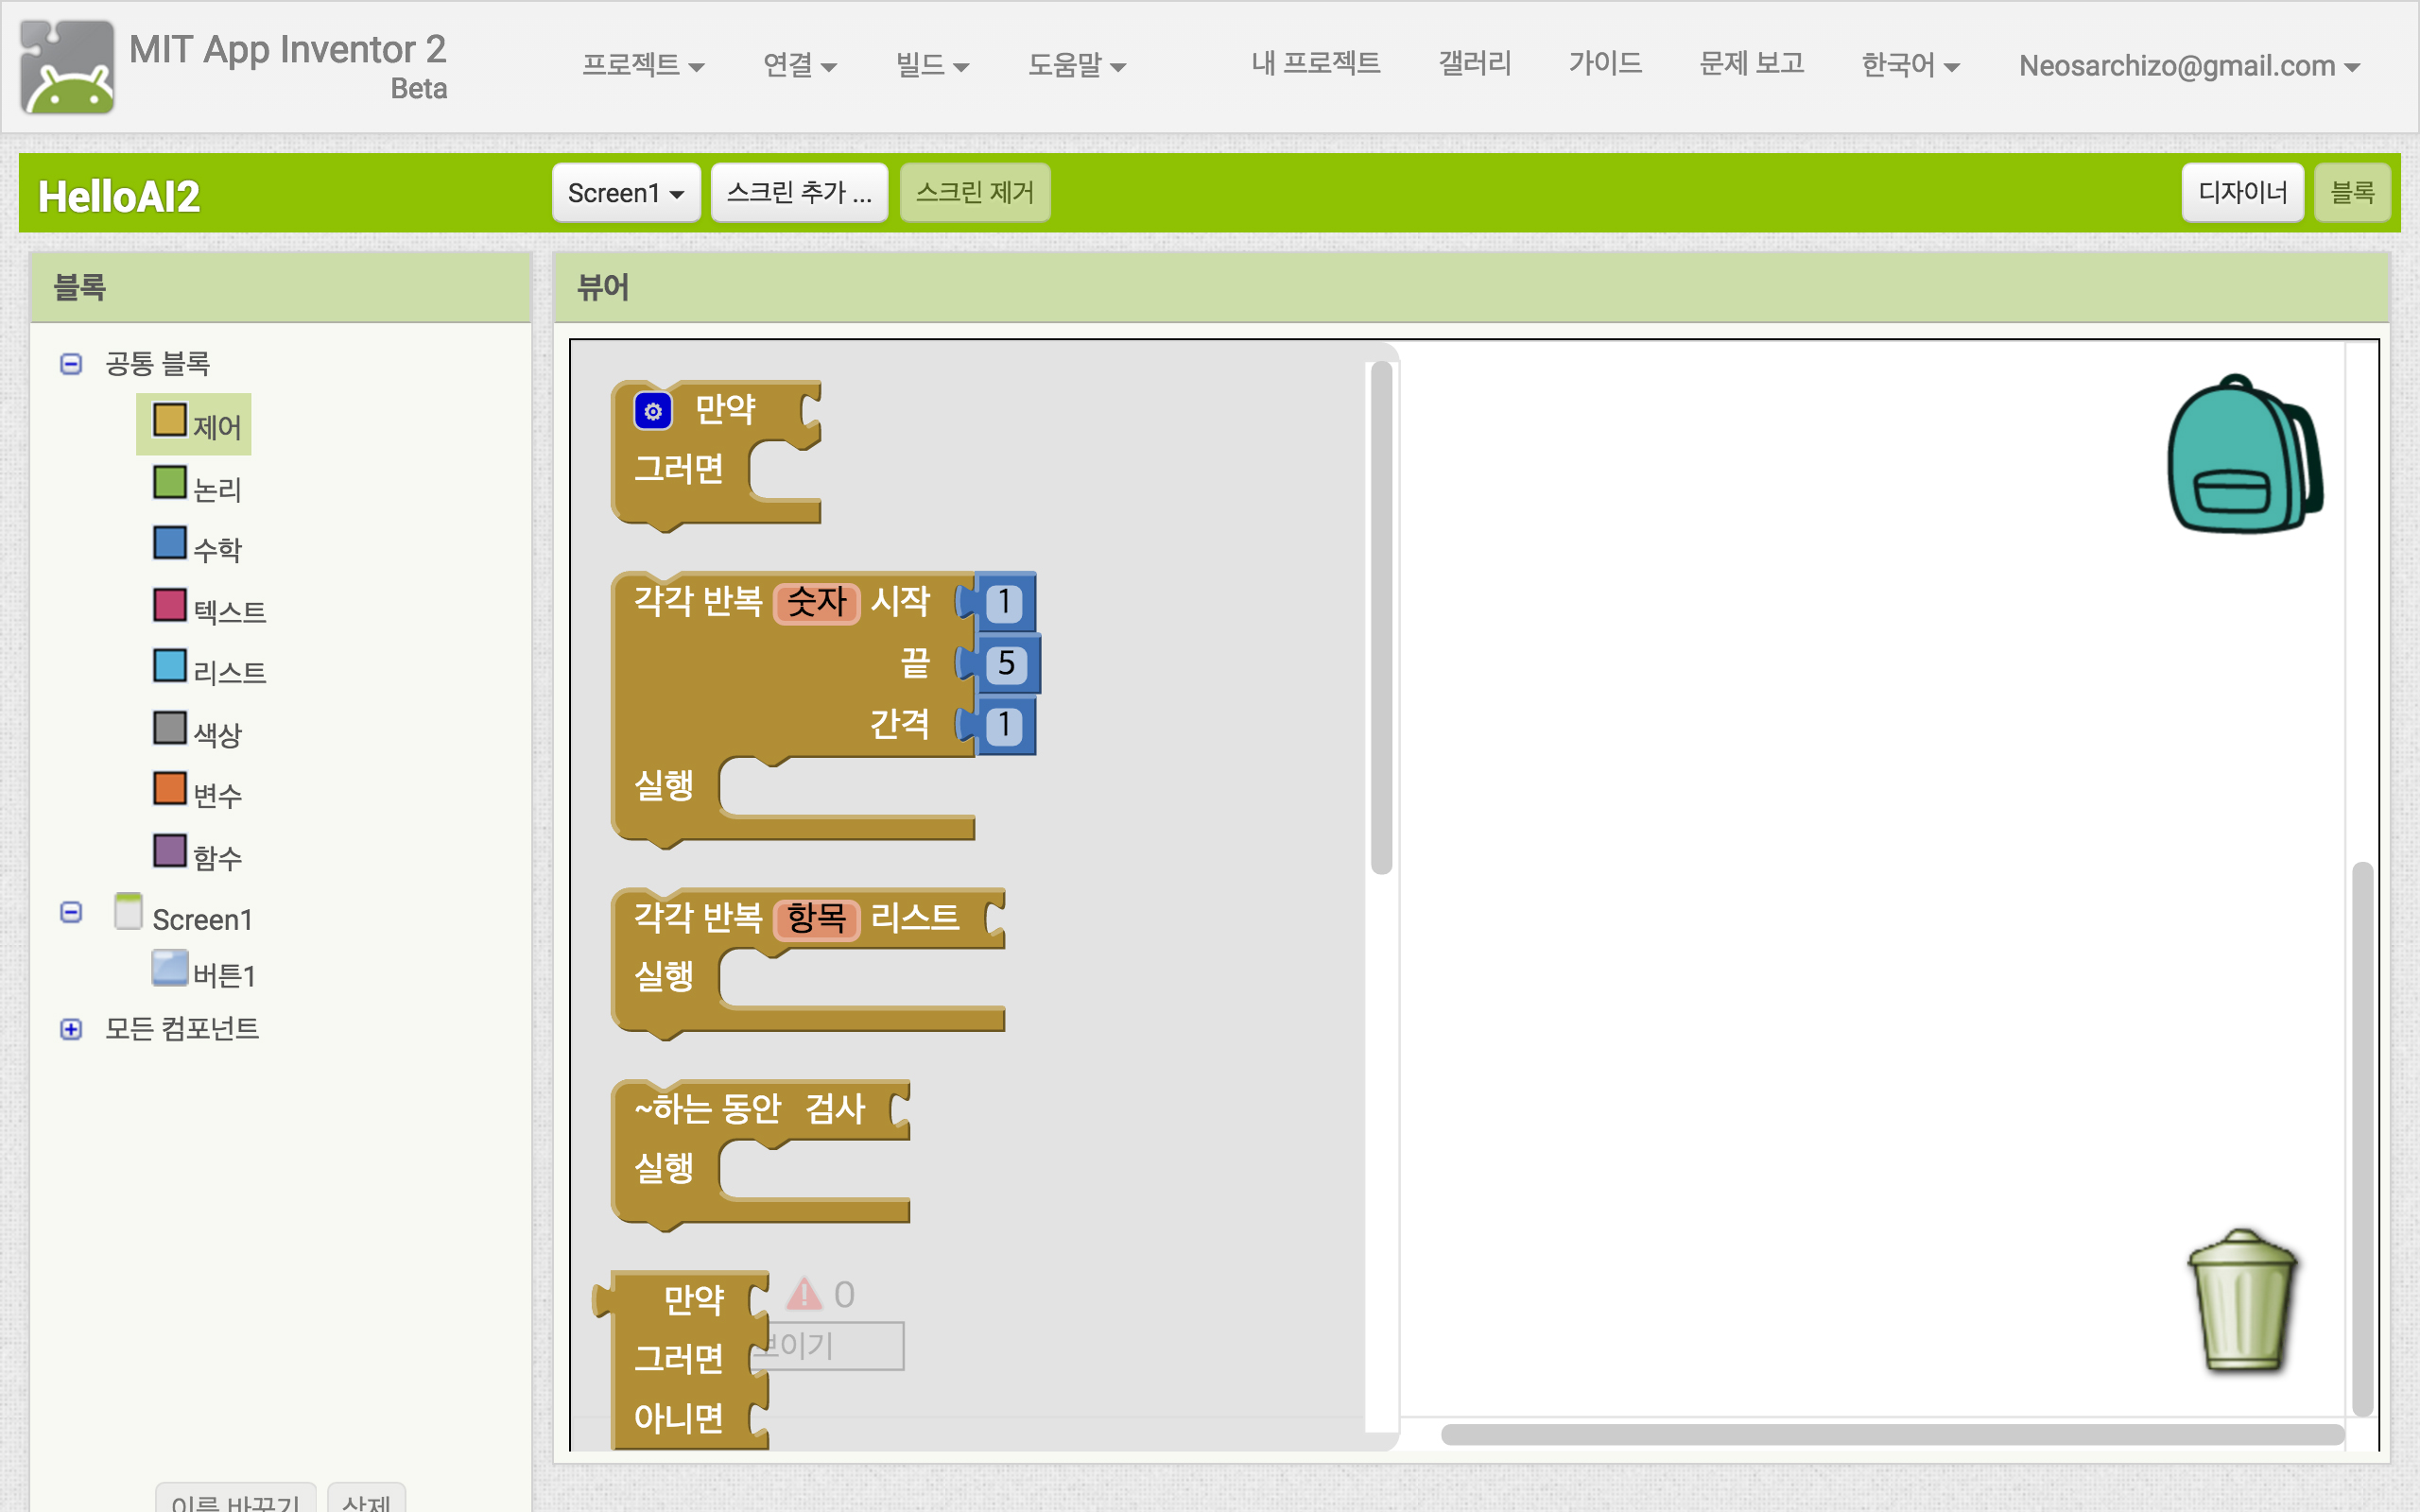 MIT App Inventor 2
Beta
프로젝트 연결 빌드 도움말 내 프로젝트 갤러리 가이드 문제 보고 한국어 Neosarchizo@gmail.com
HelloAI2 Screen1 스크린 추가 ... 스크린 제거 디자이너 블록
블록
공통 블록
제어
논리
수학
텍스트
리스트
색상
변수
함수
Screen1
버튼1
모든 컴포넌트
이름 바꾸기 삭제
뷰어
만약
그러면
각각 반복 숫자 시작 1
끝 5
간격 1
실행
각각 반복 항목 리스트
실행
~하는 동안 검사
실행
만약 0
그러면 보이기
아니면